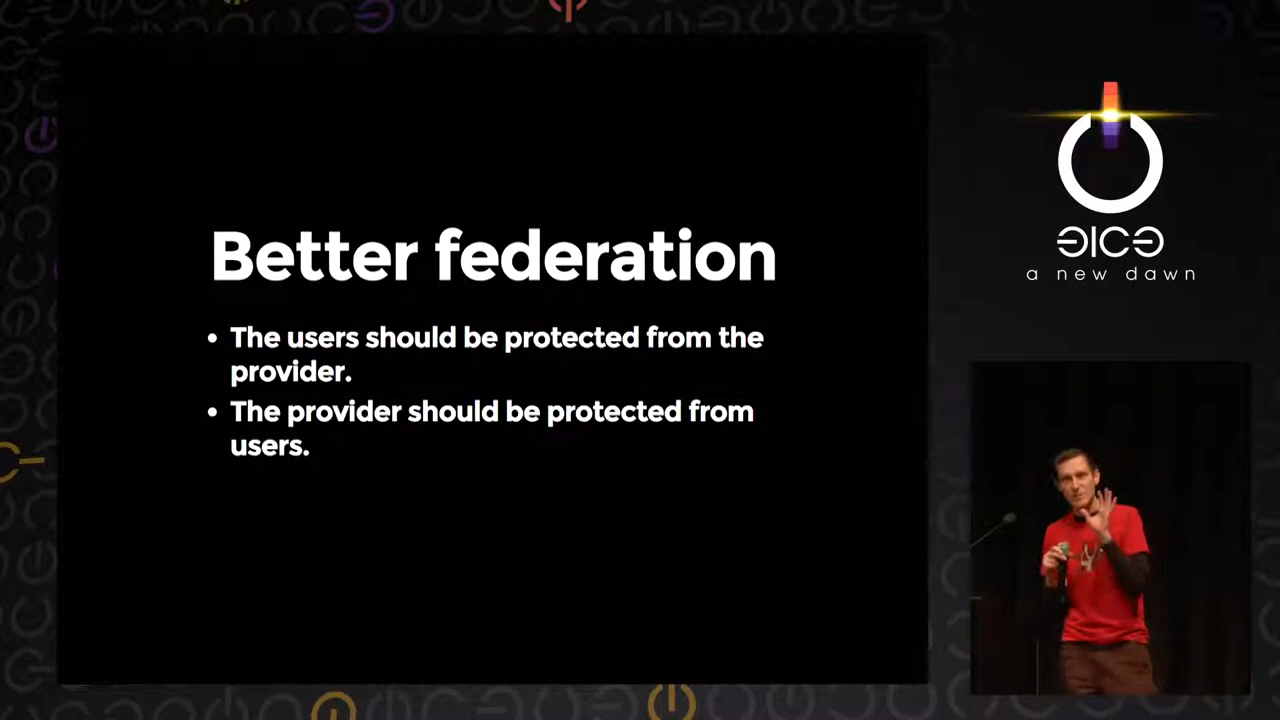 Better federation
• The users should be protected from the
provider.
• The provider should be protected from
users.
a new dawn